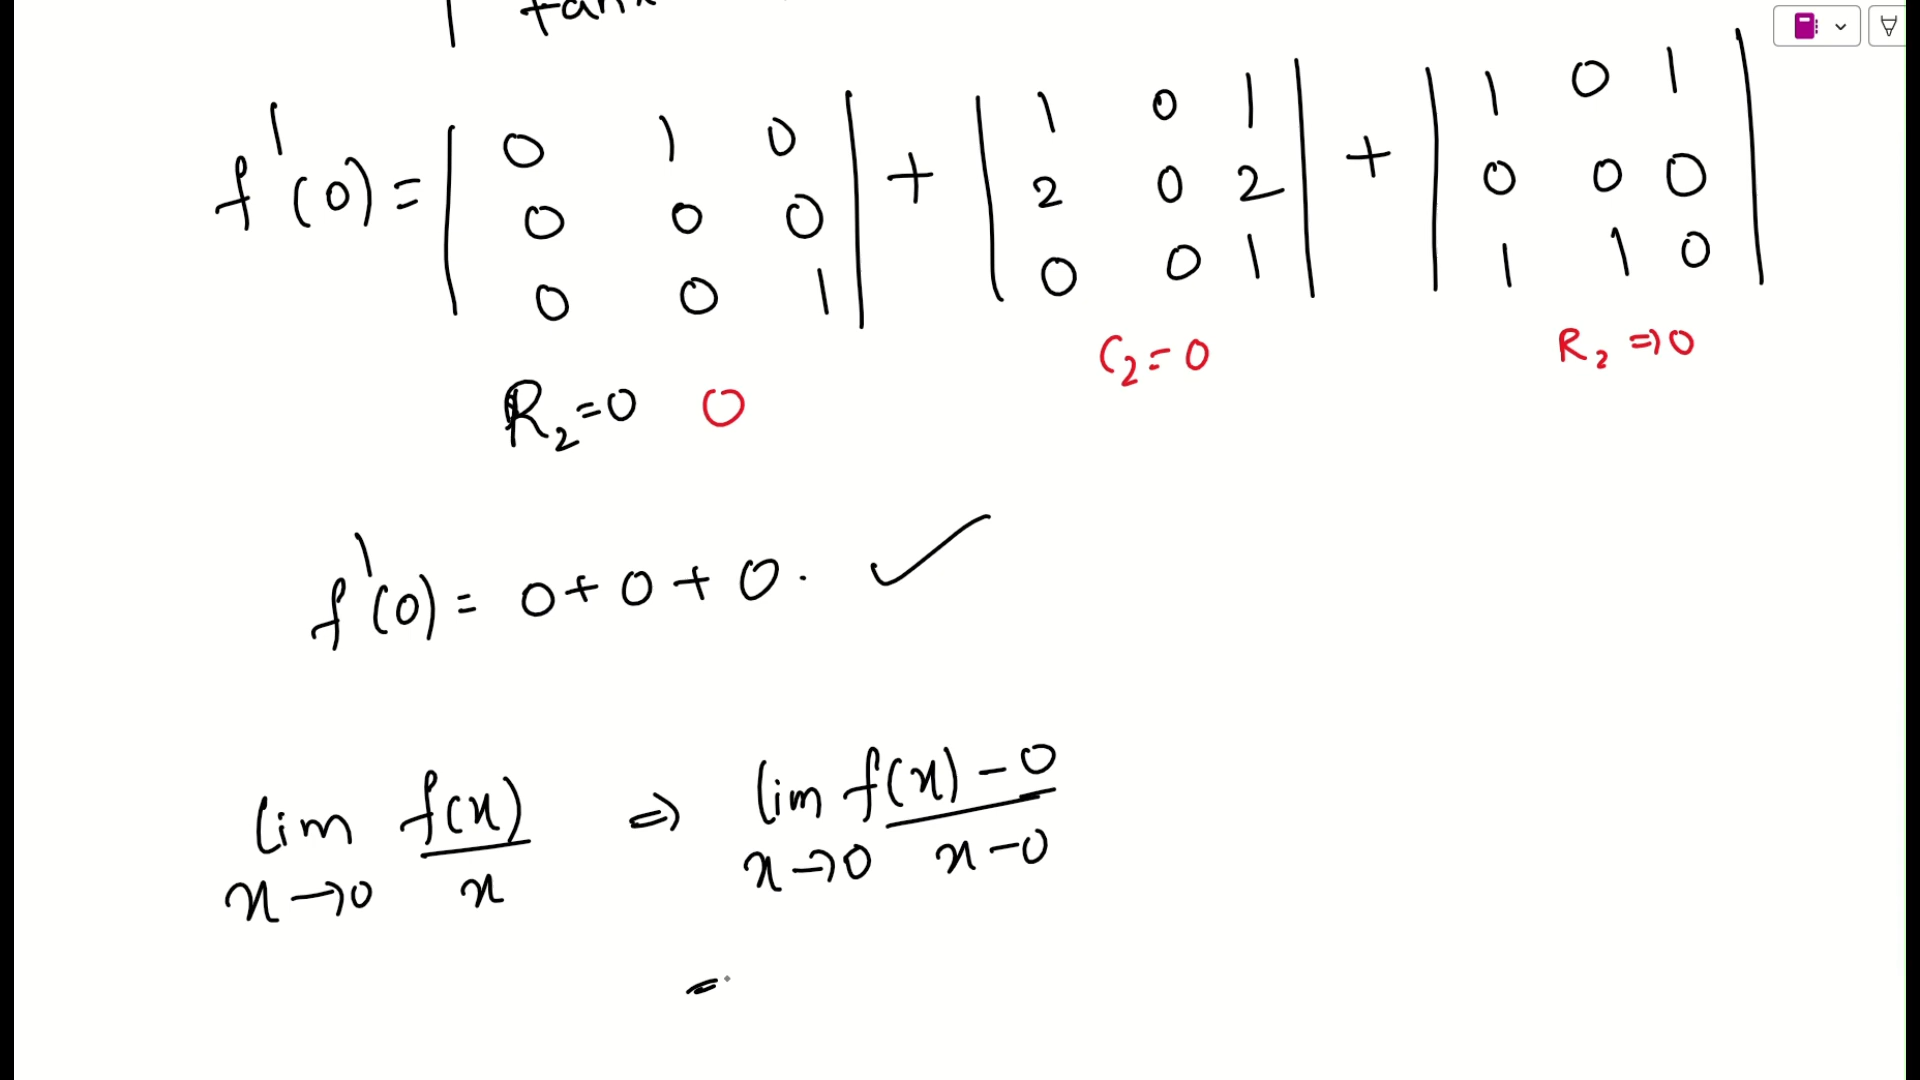 tanx
f'(0) = | 0 1 0 | + | 1 0 1 | + | 1 0 1 |
| 0 0 0 | | 2 0 2 | | 0 0 0 |
| 0 0 1 | | 0 0 1 | | 1 1 0 |
C₂ = 0 R₂ ⇒ 0
R₂ = 0 0
f'(0) = 0 + 0 + 0 . ✓
lim f(x) / x ⇒ lim f(x) - 0 / x - 0
x → 0 x → 0
=